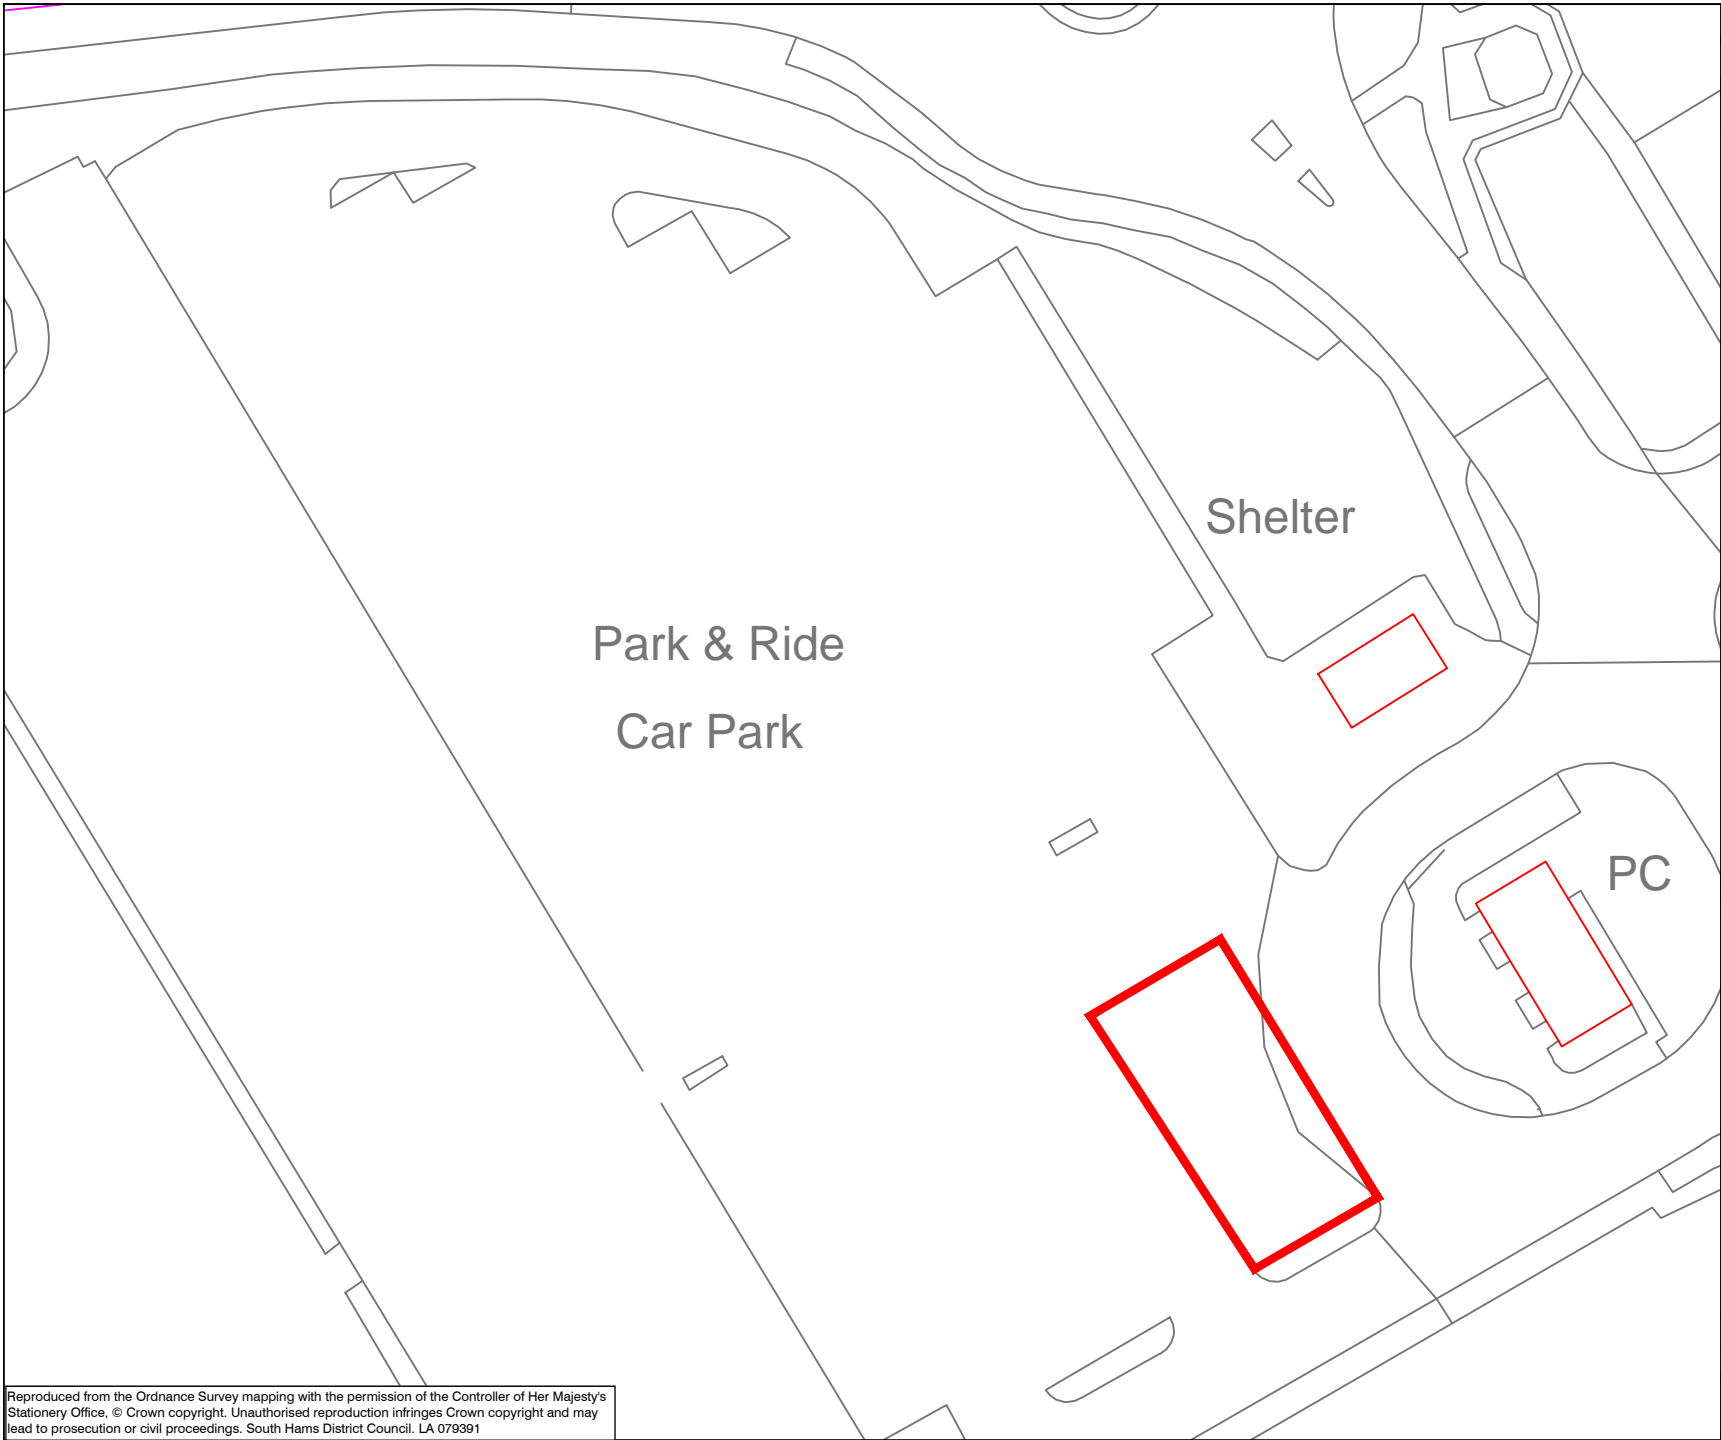 Shelter
Park & Ride
Car Park
PC
Reproduced from the Ordnance Survey mapping with the permission of the Controller of Her Majesty's
Stationery Office, © Crown copyright. Unauthorised reproduction infringes Crown copyright and may
lead to prosecution or civil proceedings. South Hams District Council. LA 079391